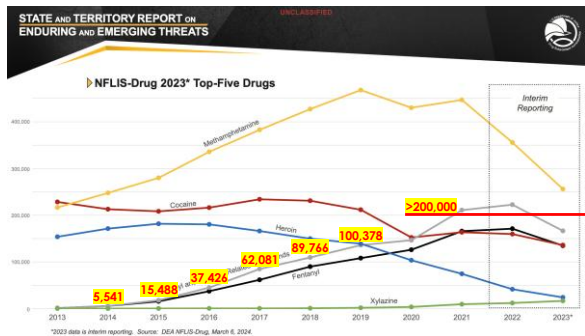 UNCLASSIFIED
STATE AND TERRITORY REPORT ON
ENDURING AND EMERGING THREATS
NFLIS-Drug 2023* Top-Five Drugs
Interim
Reporting
400,000
Methamphetamine
300,000
Cocaine
>200,000
200,000
Heroin
100,378
89,766
62,081
100,000
37,426
Fentanyl
15,488
5,541
Xylazine
0
2013 2014 2015 2016 2017 2018 2019 2020 2021 2022 2023*
*2023 data is interim reporting. Source: DEA NFLIS-Drug, March 6, 2024.